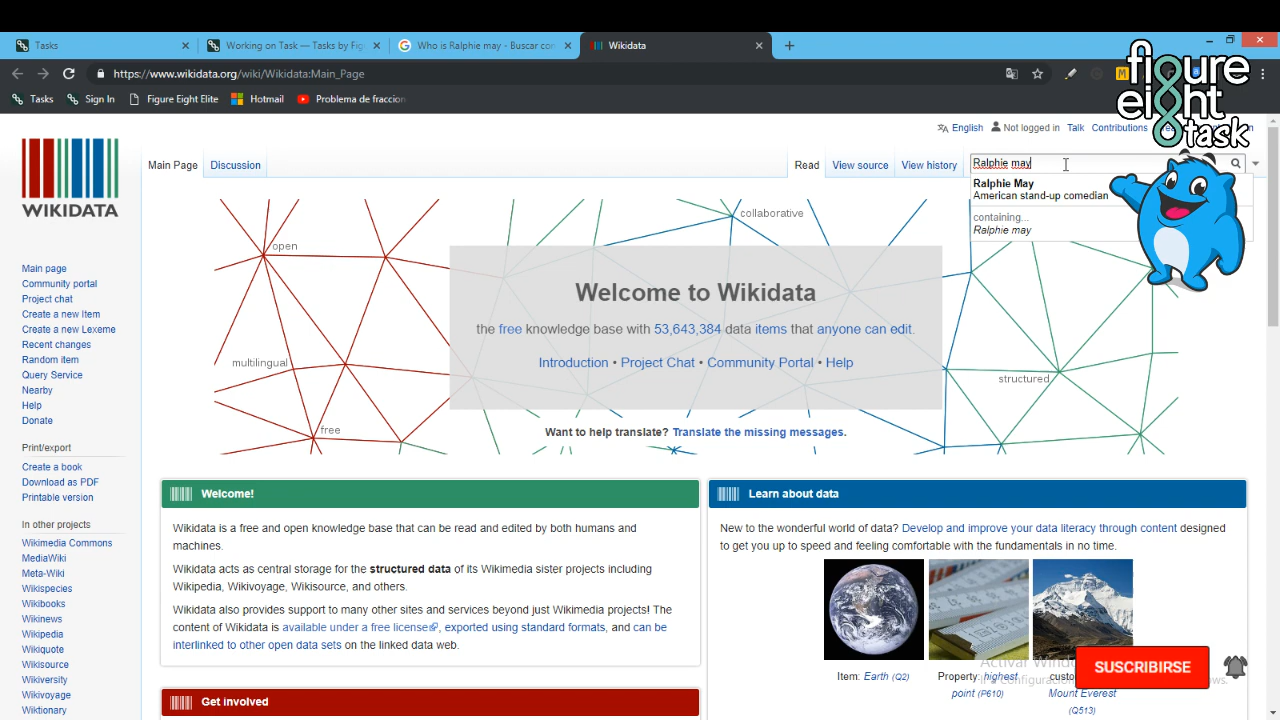 Tasks
Working on Task — Tasks by Fig
Who is Ralphie may - Buscar con
Wikidata
https://www.wikidata.org/wiki/Wikidata:Main_Page
Tasks
Sign In
Figure Eight Elite
Hotmail
Problema de fraccion
figure
eight
task
English
Not logged in
Talk
Contributions
WIKIDATA
Main Page
Discussion
Read
View source
View history
Ralphie may
Ralphie May
American stand-up comedian
containing...
Ralphie may
collaborative
open
multilingual
structured
free
Welcome to Wikidata
the free knowledge base with 53,643,384 data items that anyone can edit.
Introduction • Project Chat • Community Portal • Help
Want to help translate? Translate the missing messages.
Main page
Community portal
Project chat
Create a new Item
Create a new Lexeme
Recent changes
Random item
Query Service
Nearby
Help
Donate
Print/export
Create a book
Download as PDF
Printable version
In other projects
Wikimedia Commons
MediaWiki
Meta-Wiki
Wikispecies
Wikibooks
Wikinews
Wikipedia
Wikiquote
Wikisource
Wikiversity
Wikivoyage
Wiktionary
Welcome!
Wikidata is a free and open knowledge base that can be read and edited by both humans and
machines.
Wikidata acts as central storage for the structured data of its Wikimedia sister projects including
Wikipedia, Wikivoyage, Wikisource, and others.
Wikidata also provides support to many other sites and services beyond just Wikimedia projects! The
content of Wikidata is available under a free license, exported using standard formats, and can be
interlinked to other open data sets on the linked data web.
Get involved
Learn about data
New to the wonderful world of data? Develop and improve your data literacy through content designed
to get you up to speed and feeling comfortable with the fundamentals in no time.
Item: Earth (Q2)
Property: highest
point (P610)
Mount Everest
(Q513)
Activar
SUSCRIBIRSE